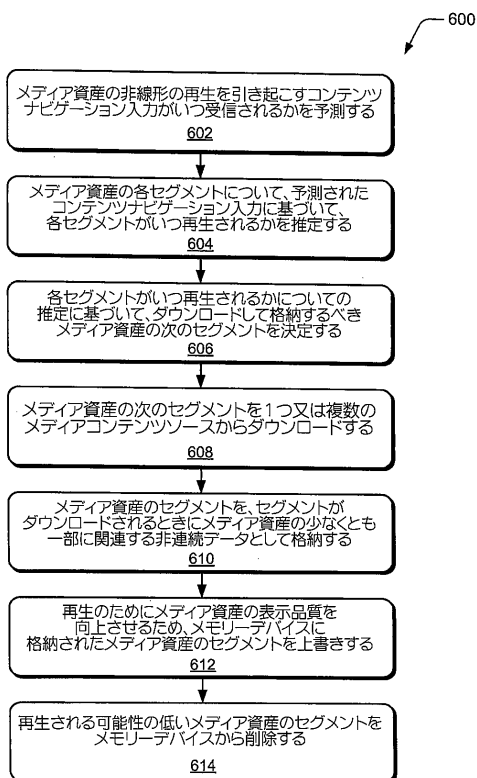 600
メディア資産の非線形の再生を引き起こすコンテンツ
ナビゲーション入力がいつ受信されるかを予測する
602
メディア資産の各セグメントについて、予測された
コンテンツナビゲーション入力に基づいて、
各セグメントがいつ再生されるかを推定する
604
各セグメントがいつ再生されるかについての
推定に基づいて、ダウンロードして格納するべき
メディア資産の次のセグメントを決定する
606
メディア資産の次のセグメントを1つ又は複数の
メディアコンテンツソースからダウンロードする
608
メディア資産のセグメントを、セグメントが
ダウンロードされるときにメディア資産の少なくとも
一部に関連する非連続データとして格納する
610
再生のためにメディア資産の表示品質を
向上させるため、メモリーデバイスに
格納されたメディア資産のセグメントを上書きする
612
再生される可能性の低いメディア資産のセグメントを
メモリーデバイスから削除する
614